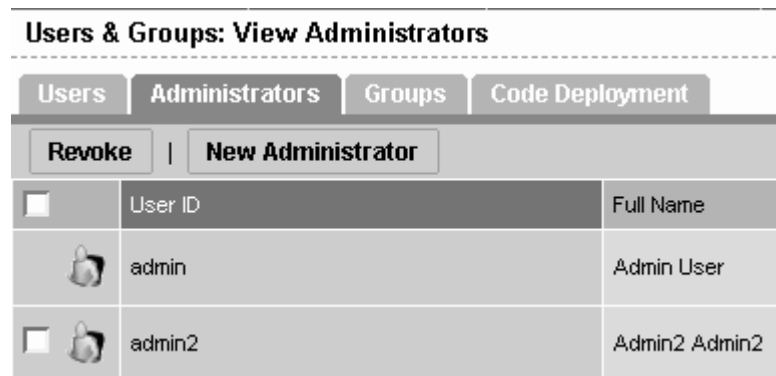 Users & Groups: View Administrators
Users Administrators Groups Code Deployment
Revoke | New Administrator
User ID Full Name
admin Admin User
admin2 Admin2 Admin2